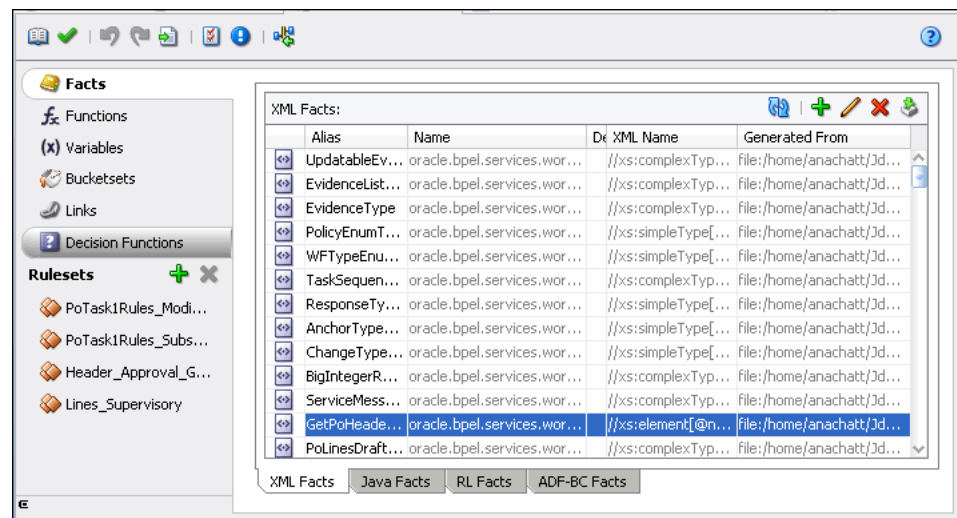 Facts
Functions
Variables
Bucketsets
Links
Decision Functions
Rulesets
PoTask1Rules_Modi...
PoTask1Rules_Subs...
Header_Approval_G...
Lines_Supervisory
XML Facts:
Alias Name De XML Name Generated From
UpdatableEv... oracle.bpel.services.wor... //xs:complexTyp... file:/home/anachatt/Jd...
EvidenceList... oracle.bpel.services.wor... //xs:complexTyp... file:/home/anachatt/Jd...
EvidenceType oracle.bpel.services.wor... //xs:complexTyp... file:/home/anachatt/Jd...
PolicyEnumT... oracle.bpel.services.wor... //xs:simpleType[... file:/home/anachatt/Jd...
WFTypeEnu... oracle.bpel.services.wor... //xs:simpleType[... file:/home/anachatt/Jd...
TaskSequen... oracle.bpel.services.wor... //xs:complexTyp... file:/home/anachatt/Jd...
ResponseTy... oracle.bpel.services.wor... //xs:simpleType[... file:/home/anachatt/Jd...
AnchorType... oracle.bpel.services.wor... //xs:simpleType[... file:/home/anachatt/Jd...
ChangeType... oracle.bpel.services.wor... //xs:simpleType[... file:/home/anachatt/Jd...
BigIntegerR... oracle.bpel.services.wor... //xs:complexTyp... file:/home/anachatt/Jd...
ServiceMess... oracle.bpel.services.wor... //xs:complexTyp... file:/home/anachatt/Jd...
GetPoHeade... oracle.bpel.services.wor... //xs:element[@n... file:/home/anachatt/Jd...
PoLinesDraft... oracle.bpel.services.wor... //xs:complexTyp... file:/home/anachatt/Jd...
XML Facts Java Facts RL Facts ADF-BC Facts